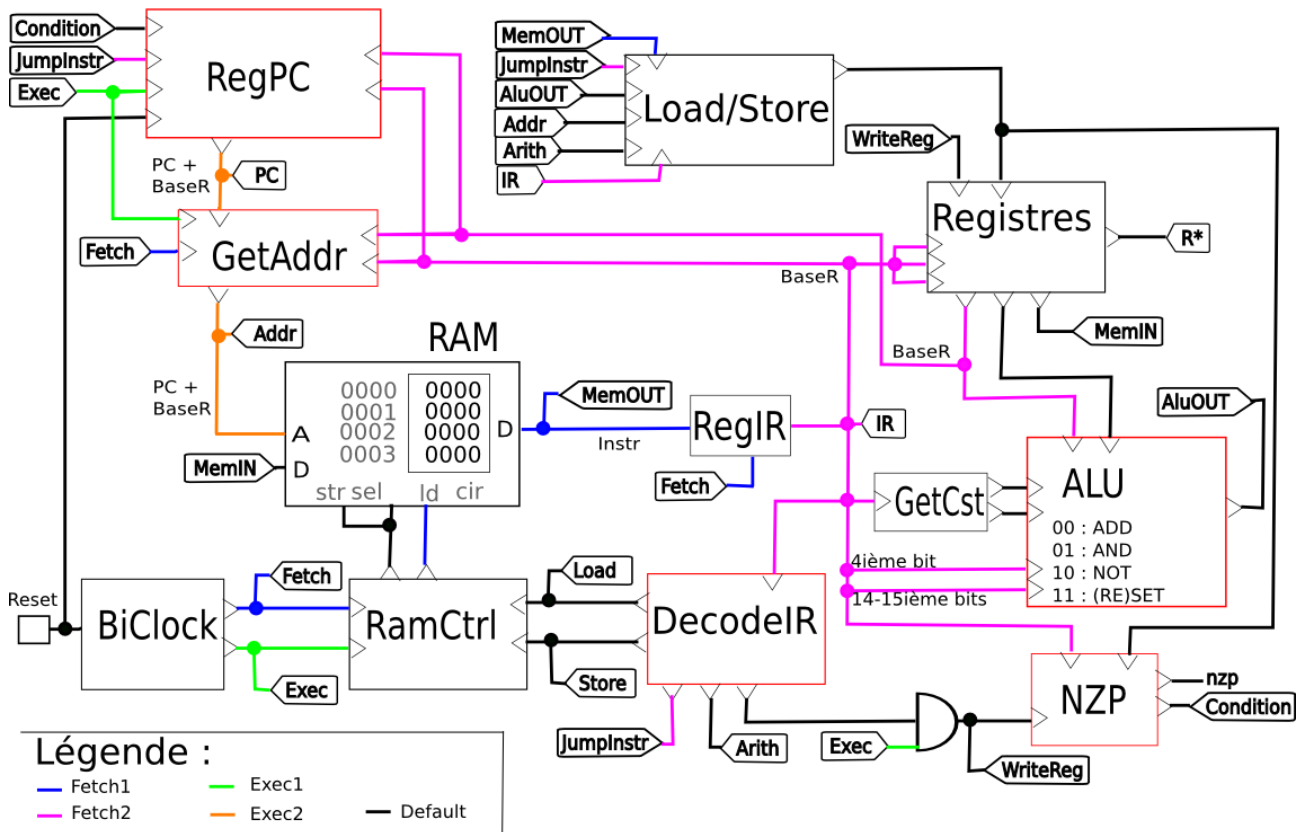 Condition
JumpInstr
Exec
RegPC
PC +
BaseR
PC
Fetch
GetAddr
Addr
PC +
BaseR
MemOUT
JumpInstr
AluOUT
Addr
Arith
IR
Load/Store
WriteReg
Registres
R*
BaseR
MemIN
BaseR
RAM
0000 0000
0001 0000
0002 0000
0003 0000
A
D
D
str sel ld cir
MemIN
MemOUT
Instr
RegIR
Fetch
IR
AluOUT
GetCst
ALU
00 : ADD
01 : AND
10 : NOT
11 : (RE)SET
4ième bit
14-15ième bits
Reset
BiClock
Fetch
Exec
RamCtrl
Load
Store
DecodeIR
JumpInstr
Arith
Exec
WriteReg
NZP
nzp
Condition
Légende :
Fetch1
Exec1
Fetch2
Exec2
Default